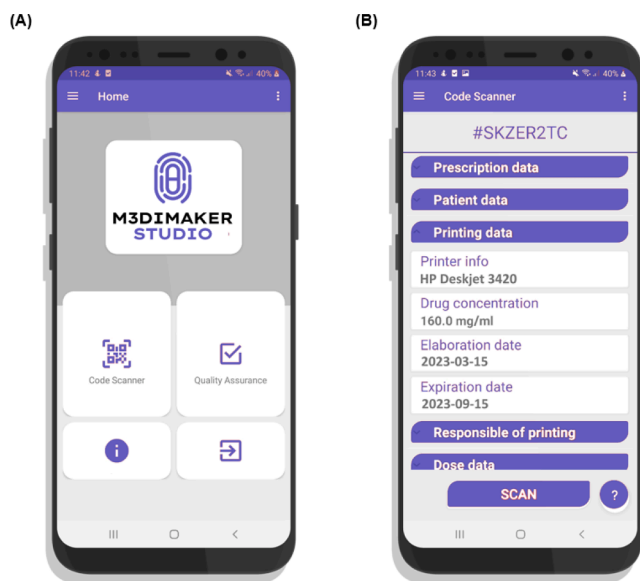 (A)
11:42
40%
Home
M3DIMAKER
STUDIO
Code Scanner
Quality Assurance
(B)
11:43
40%
Code Scanner
#SKZER2TC
Prescription data
Patient data
Printing data
Printer info
HP Deskjet 3420
Drug concentration
160.0 mg/ml
Elaboration date
2023-03-15
Expiration date
2023-09-15
Responsible of printing
Dose data
SCAN
?